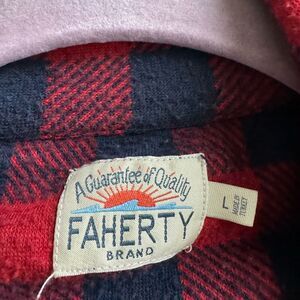 A Guarantee of Quality
FAHERTY
BRAND
L
MADE IN
TURKEY